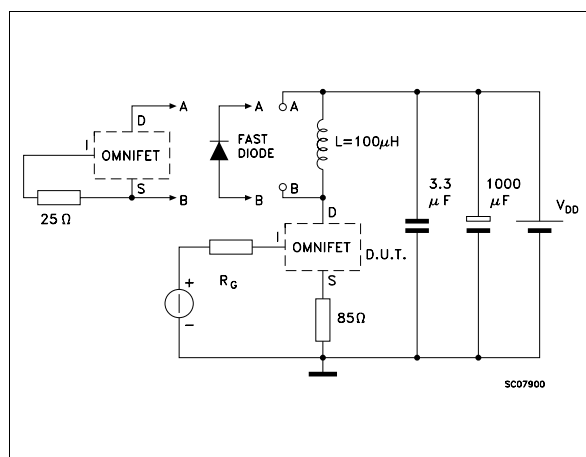 A
D
I
OMNIFET
S
B
25 Ω
A
FAST
DIODE
B
A
L=100μH
B
D
I
OMNIFET
D.U.T.
S
R_G
+
-
85Ω
3.3
μF
1000
μF
V_DD
SC07900